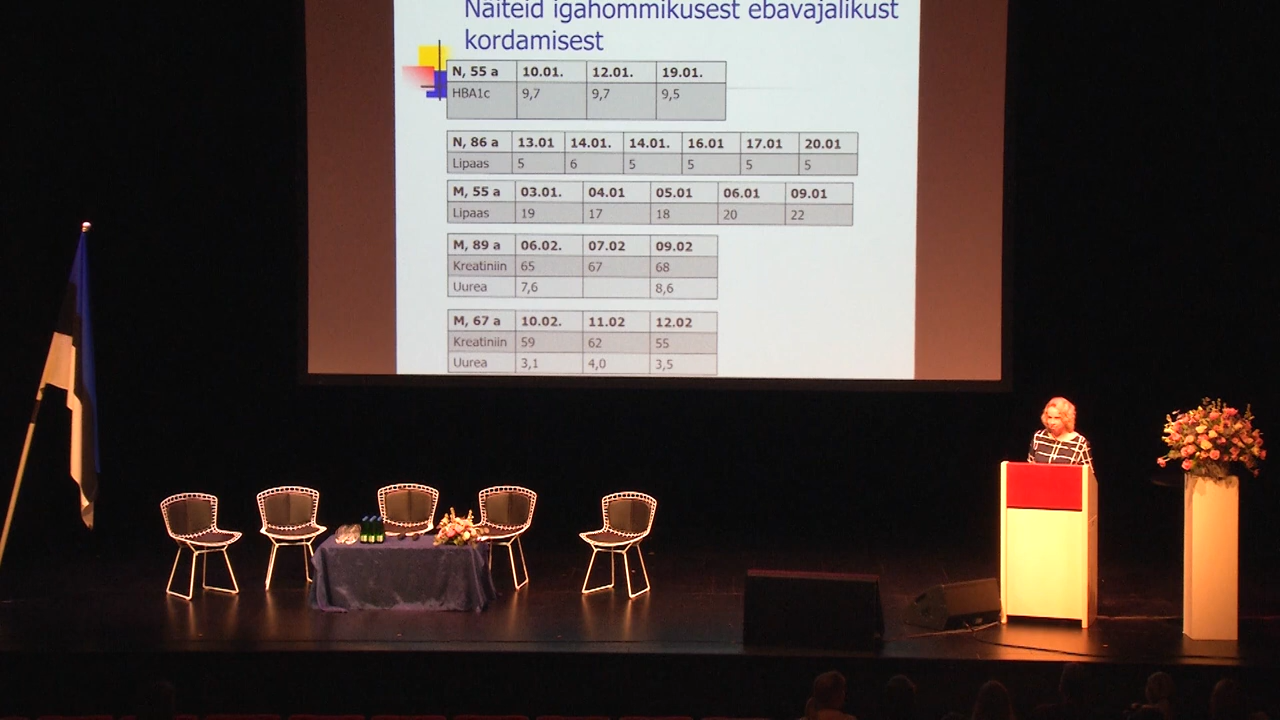 Näiteid igahommikusest ebavajalikust
kordamisest
N, 55 a 10.01. 12.01. 19.01.
HBA1c 9,7 9,7 9,5
N, 86 a 13.01 14.01. 14.01. 16.01 17.01 20.01
Lipaas 5 6 5 5 5 5
M, 55 a 03.01. 04.01 05.01 06.01 09.01
Lipaas 19 17 18 20 22
M, 89 a 06.02. 07.02 09.02
Kreatiniin 65 67 68
Uurea 7,6 8,6
M, 67 a 10.02. 11.02 12.02
Kreatiniin 59 62 55
Uurea 3,1 4,0 3,5